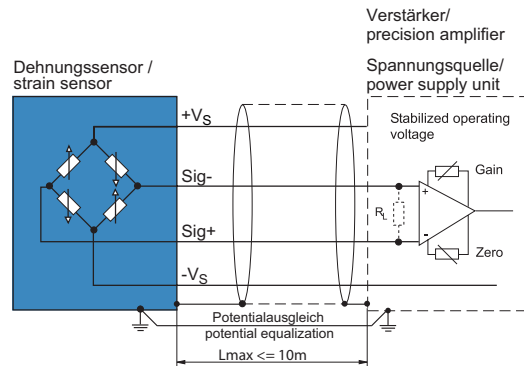 Verstärker/
precision amplifier
Dehnungssensor /
strain sensor
Spannungsquelle/
power supply unit
+VS
Stabilized operating
voltage
Gain
Sig-
+
RL
-
Sig+
Zero
-VS
Potentialausgleich
potential equalization
Lmax <= 10m